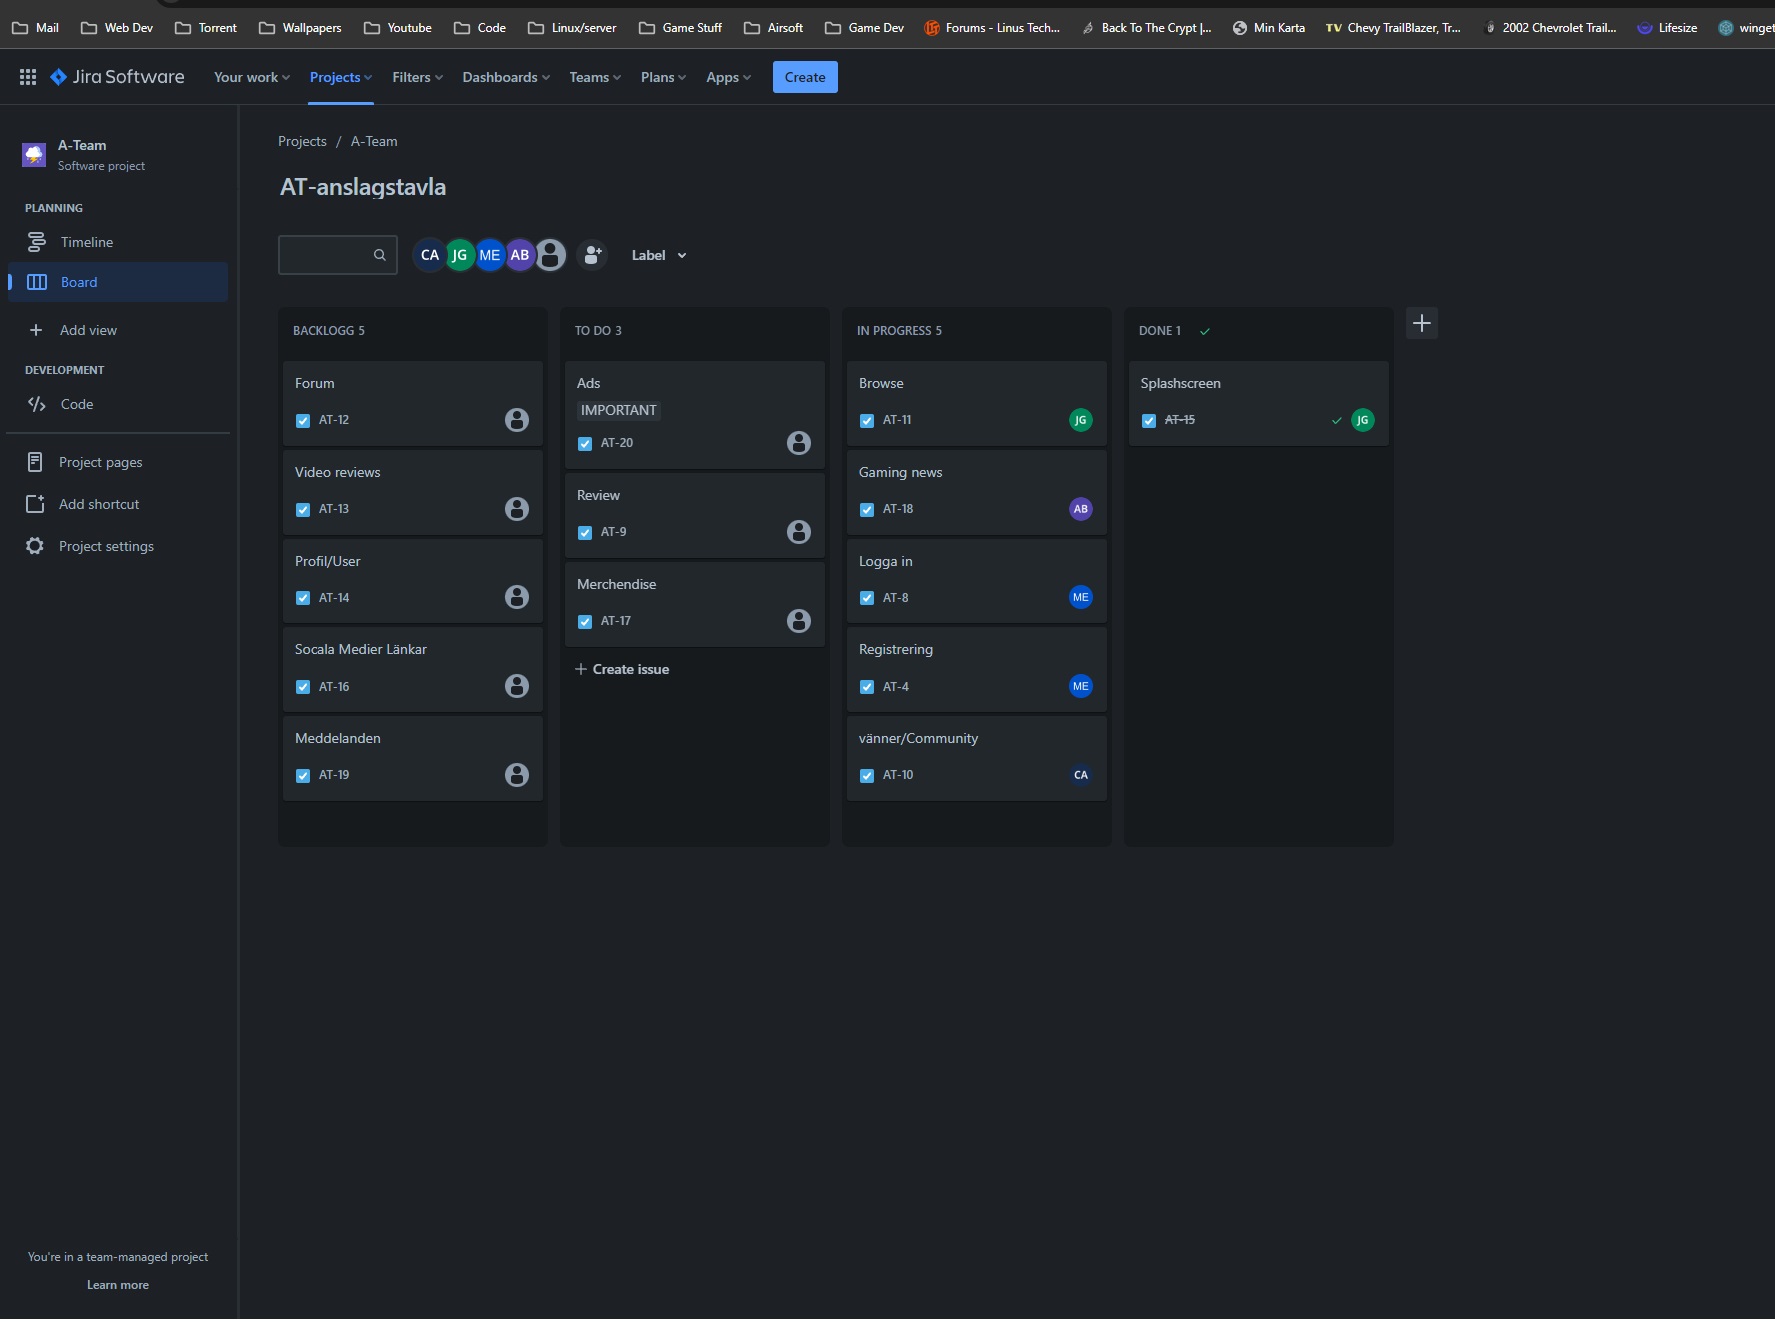 Mail Web Dev Torrent Wallpapers Youtube Code Linux/server Game Stuff Airsoft Game Dev Forums - Linus Tech... Back To The Crypt |... Min Karta TV Chevy TrailBlazer, Tr... 2002 Chevrolet Trail... Lifesize winget
Jira Software Your work Projects Filters Dashboards Teams Plans Apps Create
A-Team
Software project
PLANNING
Timeline
Board
Add view
DEVELOPMENT
Code
Project pages
Add shortcut
Project settings
You're in a team-managed project
Learn more
Projects / A-Team
AT-anslagstavla
CA JG ME AB Label
BACKLOGG 5
Forum
AT-12
Video reviews
AT-13
Profil/User
AT-14
Socala Medier Länkar
AT-16
Meddelanden
AT-19
TO DO 3
Ads
IMPORTANT
AT-20
Review
AT-9
Merchendise
AT-17
+ Create issue
IN PROGRESS 5
Browse
AT-11 JG
Gaming news
AT-18 AB
Logga in
AT-8 ME
Registrering
AT-4 ME
vänner/Community
AT-10 CA
DONE 1
Splashscreen
AT-15 JG